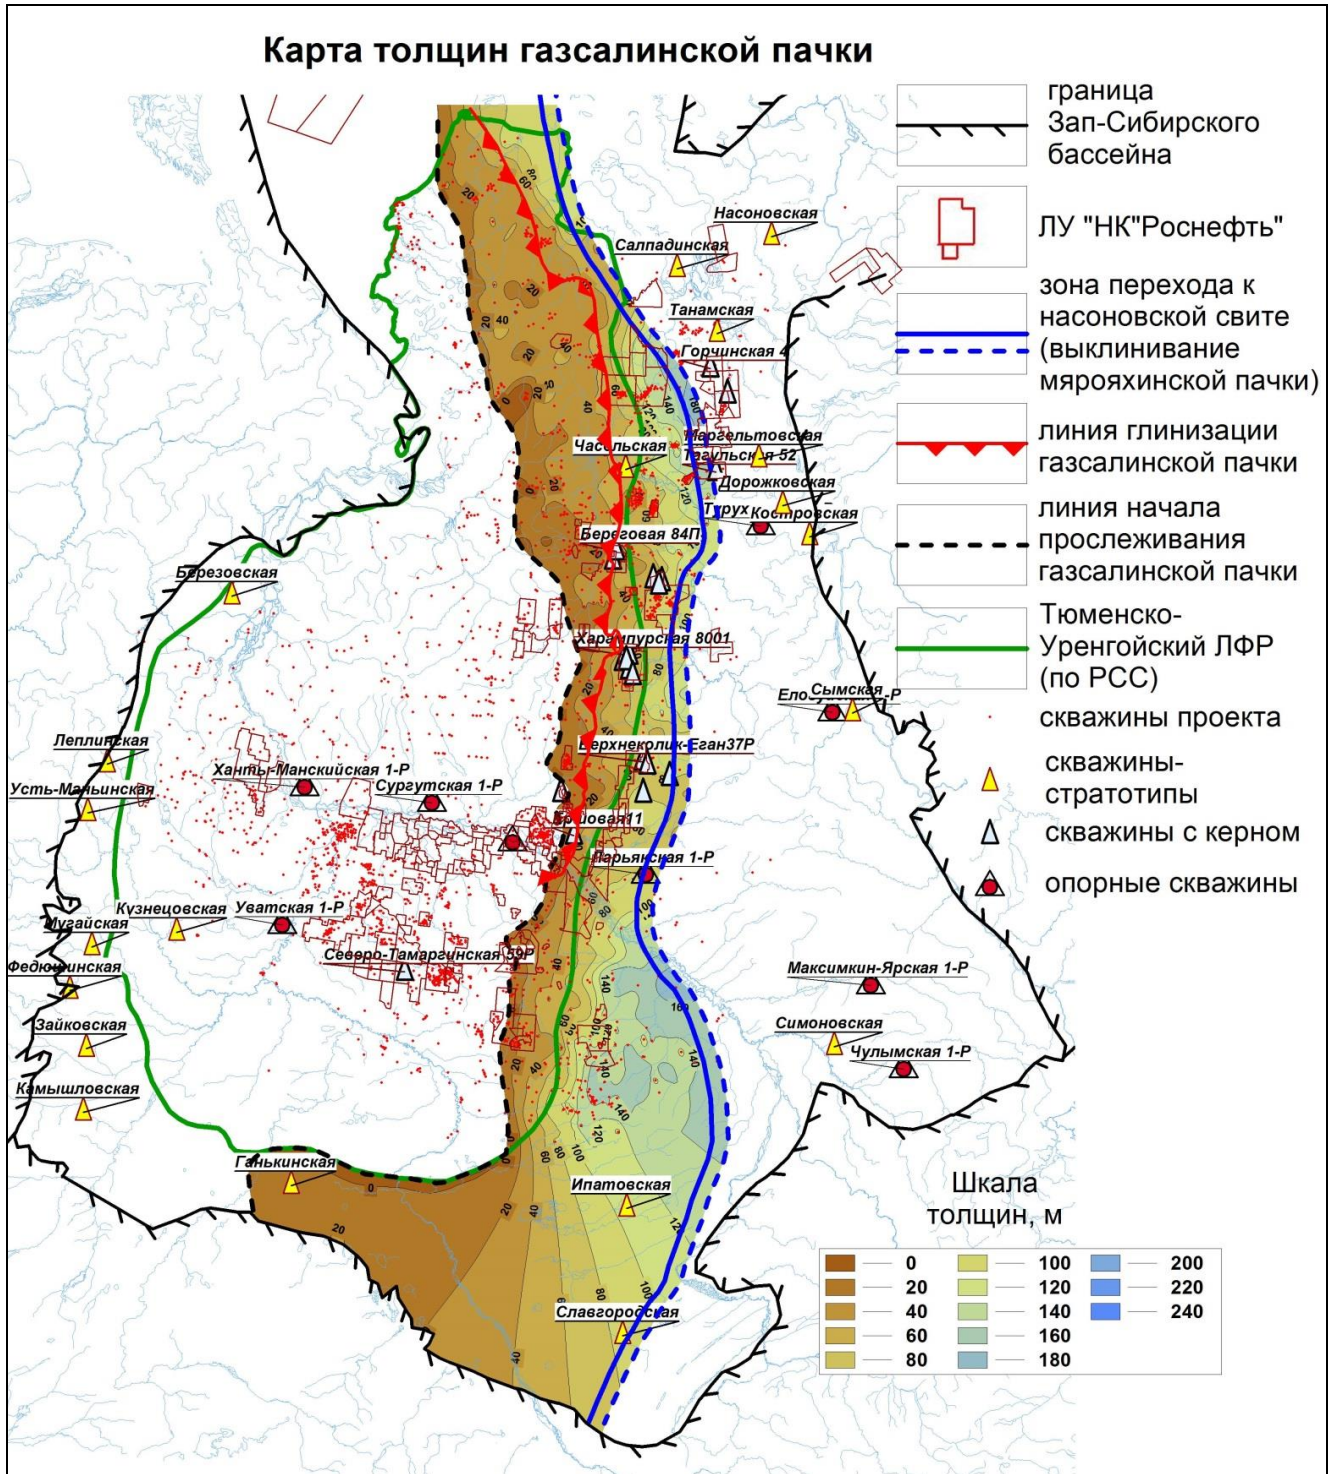 Карта толщин газсалинской пачки
граница
Зап-Сибирского
бассейна
ЛУ "НК"Роснефть"
зона перехода к
насоновской свите
(выклинивание
мярояхинской пачки)
линия глинизации
газсалинской пачки
линия начала
прослеживания
газсалинской пачки
Тюменско-
Уренгойский ЛФР
(по РСС)
скважины проекта
скважины-
стратотипы
скважины с керном
опорные скважины
Насоновская
Салпадинская
Танамская
Горчинская 4
Часельская
Маргельтовская
Тагульская 52
Дорожковская
Турух
Костровская
Береговая 84П
Березовская
Харампурская 8001
Сымская
-Р
Леплинская
Верхнеколик-Еган37Р
Ханты-Манскийская 1-Р
Сургутская 1-Р
Усть-Маньинская
Ларьякская 1-Р
Кузнецовская
Уватская 1-Р
Мугайская
Северо-Тамаргинская 59Р
Федюшинская
Максимкин-Ярская 1-Р
Зайковская
Симоновская
Чулымская 1-Р
Камышловская
Ганькинская
Ипатовская
Славгородская
Шкала
толщин, м
0 100 200
20 120 220
40 140 240
60 160
80 180